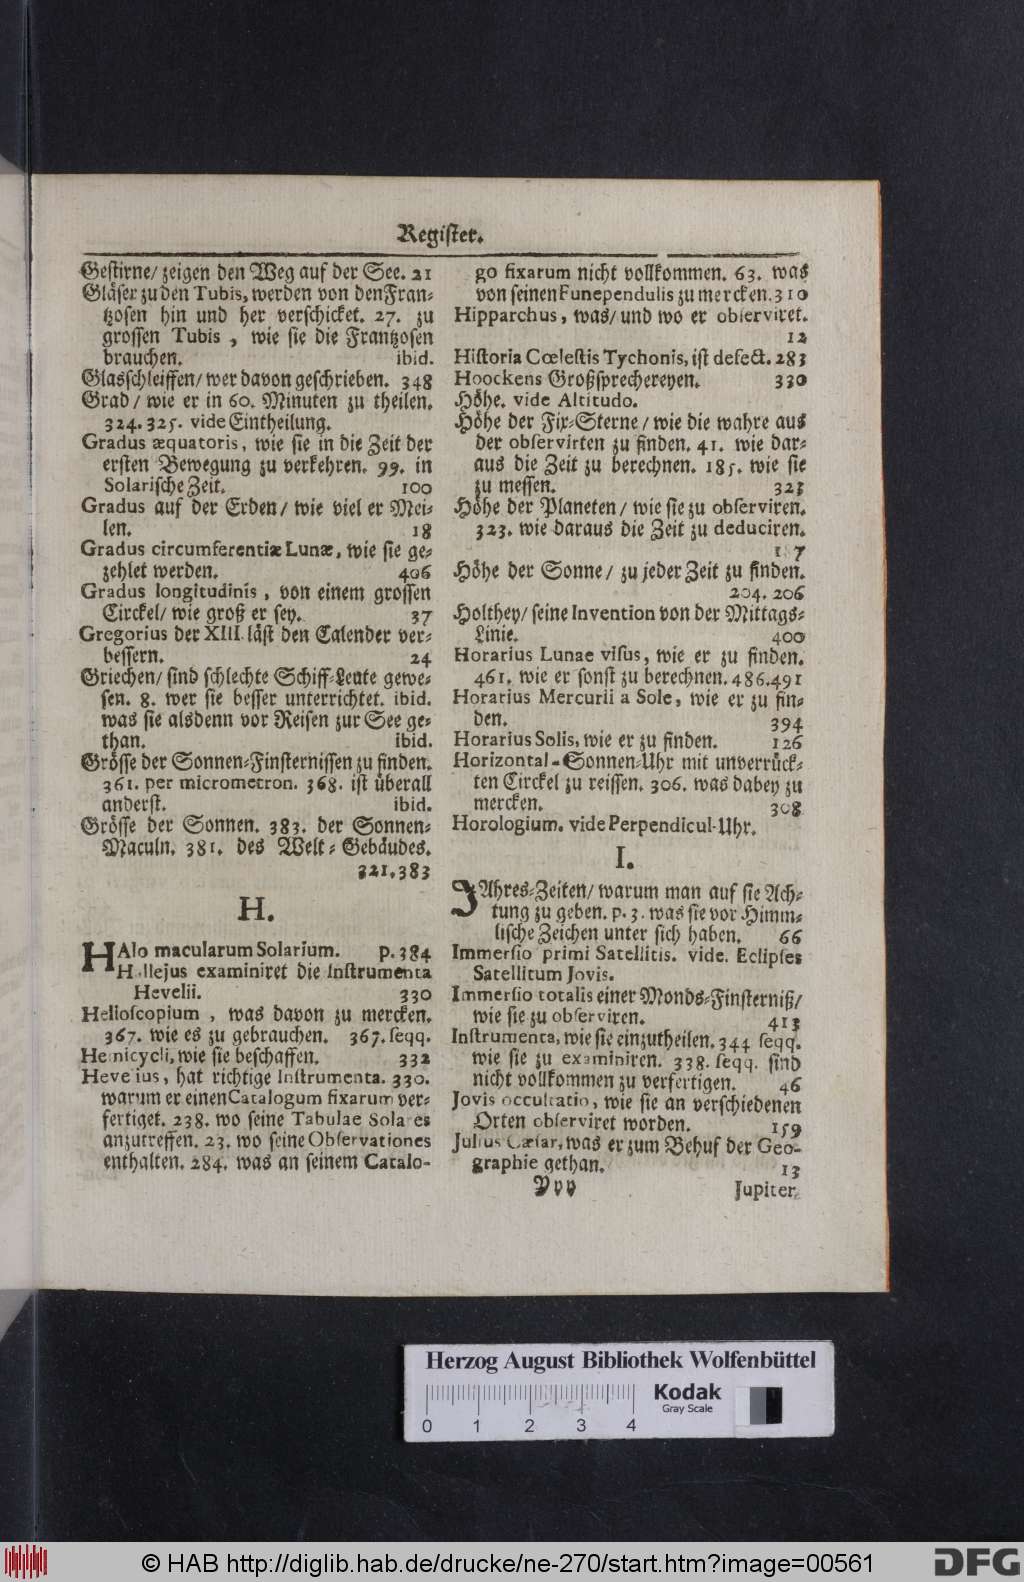 Register.
Gestirne/ zeigen den Weg auf der See. 21
Gläser zu den Tubis, werden von den Fran-
tzosen hin und her verschicket. 27. zu
grossen Tubis, wie sie die Frantzosen
brauchen. ibid.
Glasschleiffen/ wer davon geschrieben. 348
Grad/ wie er in 60. Minuten zu theilen.
324. 325. vide Eintheilung.
Gradus æquatoris, wie sie in die Zeit der
ersten Bewegung zu verkehren. 99. in
Solarische Zeit. 100
Gradus auf der Erden/ wie viel er Mei-
len. 18
Gradus circumferentiæ Lunæ, wie sie ge-
zehlet werden. 406
Gradus longitudinis, von einem grossen
Circkel/ wie groß er sey. 37
Gregorius der XIII. läst den Calender ver-
bessern. 24
Griechen/ sind schlechte Schiff-Leute gewe-
sen. 8. wer sie besser unterrichtet. ibid.
was sie alsdenn vor Reisen zur See ge-
than. ibid.
Grösse der Sonnen-Finsternissen zu finden.
361. per micrometron. 368. ist überall
anderst. ibid.
Grösse der Sonnen. 383. der Sonnen-
Maculn. 381. des Welt-Gebäudes.
321. 383
H.
HAlo macularum Solarium. p. 384
Hallejus examiniret die Instrumenta
Hevelii. 330
Helioscopium, was davon zu mercken.
367. wie es zu gebrauchen. 367. seqq.
Hemicycli, wie sie beschaffen. 332
Hevelius, hat richtige Instrumenta. 330.
warum er einen Catalogum fixarum ver-
fertiget. 238. wo seine Tabulae Solares
anzutreffen. 23. wo seine Observationes
enthalten. 284. was an seinem Catalo-
go fixarum nicht vollkommen. 63. was
von seinen Funependulis zu mercken. 310
Hipparchus, was/ und wo er observiret.
12
Historia Cœlestis Tychonis, ist defect. 283
Hoockens Großsprechereyen. 330
Höhe. vide Altitudo.
Höhe der Fix-Sterne/ wie die wahre aus
der observirten zu finden. 41. wie dar-
aus die Zeit zu berechnen. 185. wie sie
zu messen. 323
Höhe der Planeten/ wie sie zu observiren.
323. wie daraus die Zeit zu deduciren.
1 7
Höhe der Sonne/ zu jeder Zeit zu finden.
204. 206
Holthey/ seine Invention von der Mittags-
Linie. 400
Horarius Lunae visus, wie er zu finden.
461. wie er sonst zu berechnen. 486. 491
Horarius Mercurii a Sole, wie er zu fin-
den. 394
Horarius Solis, wie er zu finden. 126
Horizontal-Sonnen-Uhr mit unverrück-
ten Circkel zu reissen. 306. was dabey zu
mercken. 308
Horologium. vide Perpendicul-Uhr.
I.
JAhres-Zeiten/ warum man auf sie Ach-
tung zu geben. p. 3. was sie vor Himm-
lische Zeichen unter sich haben. 66
Immersio primi Satellitis. vide. Eclipses
Satellitum Jovis.
Immersio totalis einer Monds-Finsterniß/
wie sie zu observiren. 413
Instrumenta, wie sie einzutheilen. 344 seqq.
wie sie zu examiniren. 338. seqq. sind
nicht vollkommen zu verfertigen. 46
Jovis occultatio, wie sie an verschiedenen
Orten observiret worden. 159
Julius Cæsar, was er zum Behuf der Geo-
graphie gethan. 13
Yyy
Jupiter
Herzog August Bibliothek Wolfenbüttel
Kodak
Gray Scale
0 1 2 3 4
© HAB http://diglib.hab.de/drucke/ne-270/start.htm?image=00561
DFG